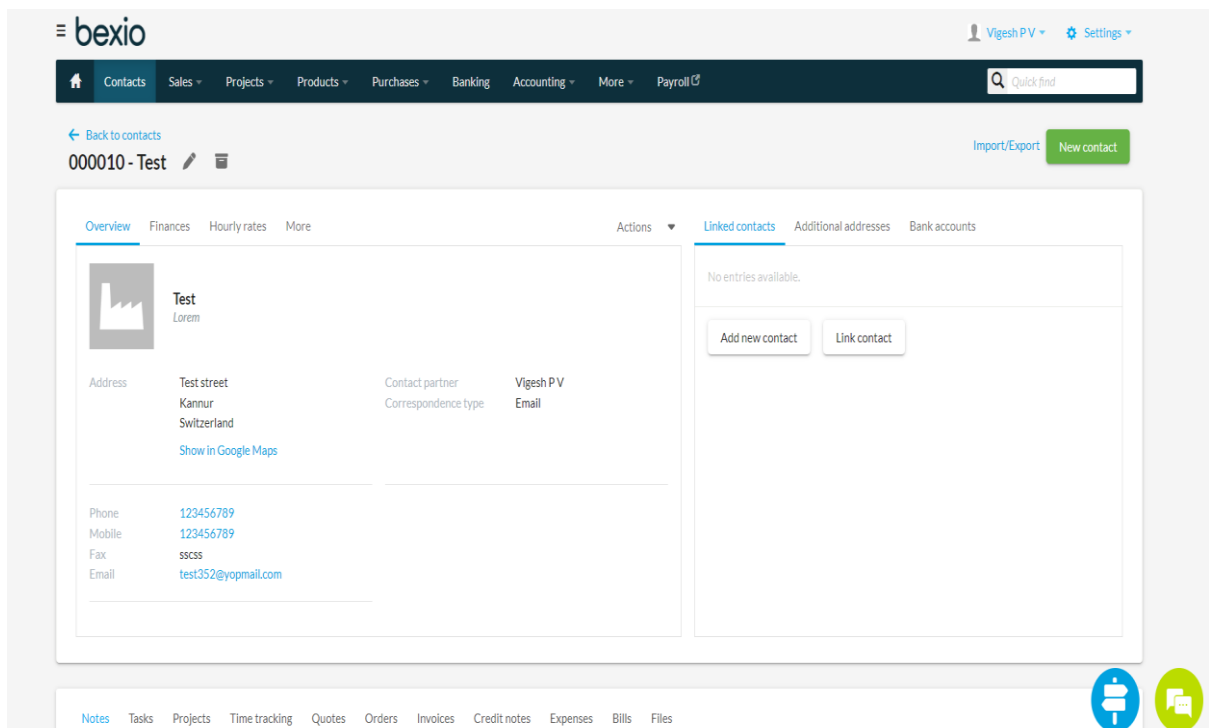 bexio
Vigesh P V Settings
Contacts Sales Projects Products Purchases Banking Accounting More Payroll Quick find
Back to contacts
000010 - Test
Import/Export New contact
Overview Finances Hourly rates More Actions
Linked contacts Additional addresses Bank accounts
No entries available.
Add new contact Link contact
Test
Lorem
Address Test street
Kannur
Switzerland
Show in Google Maps
Contact partner Vigesh P V
Correspondence type Email
Phone 123456789
Mobile 123456789
Fax sscss
Email test352@yopmail.com
Notes Tasks Projects Time tracking Quotes Orders Invoices Credit notes Expenses Bills Files